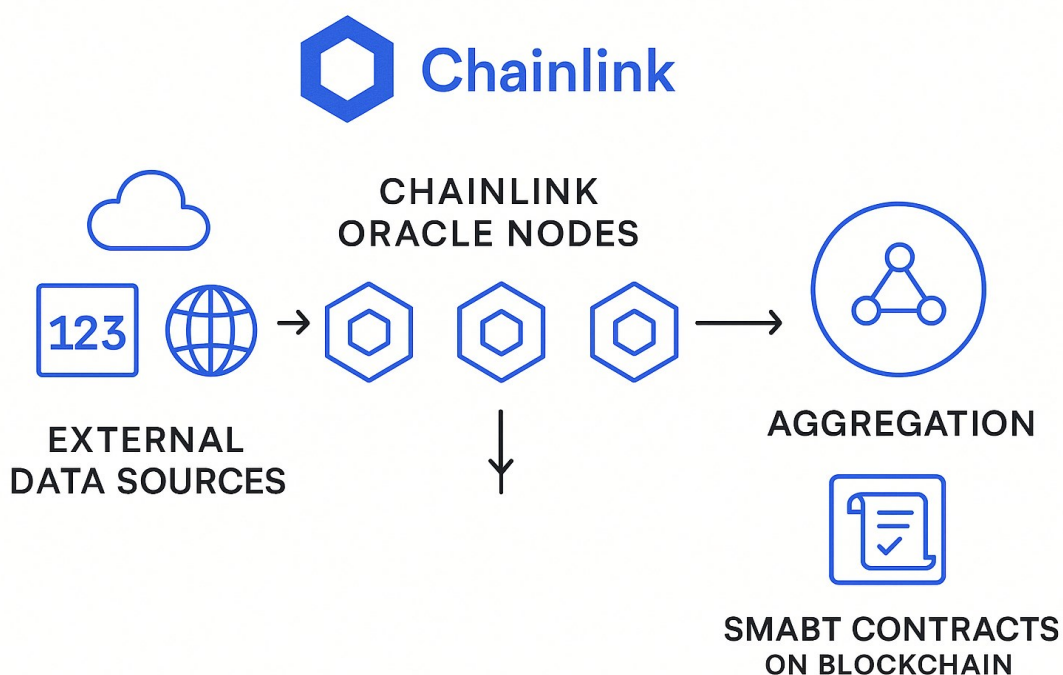 Chainlink
CHAINLINK
ORACLE NODES
123
EXTERNAL
DATA SOURCES
AGGREGATION
SMABT CONTRACTS
ON BLOCKCHAIN